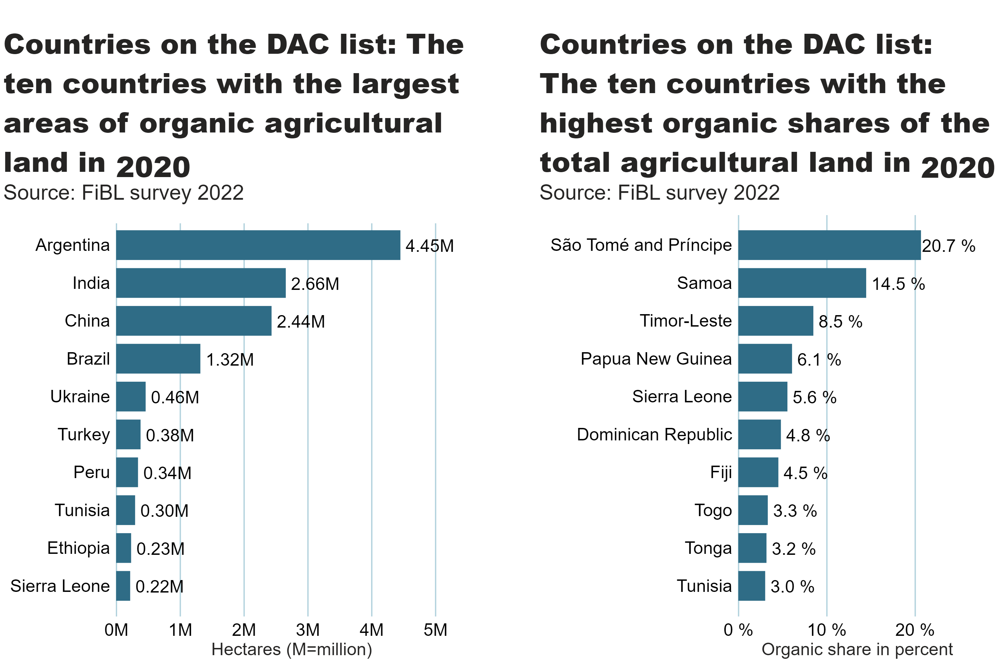 Countries on the DAC list: The
ten countries with the largest
areas of organic agricultural
land in 2020
Source: FiBL survey 2022
Argentina 4.45M
India 2.66M
China 2.44M
Brazil 1.32M
Ukraine 0.46M
Turkey 0.38M
Peru 0.34M
Tunisia 0.30M
Ethiopia 0.23M
Sierra Leone 0.22M
0M 1M 2M 3M 4M 5M
Hectares (M=million)
Countries on the DAC list:
The ten countries with the
highest organic shares of the
total agricultural land in 2020
Source: FiBL survey 2022
São Tomé and Príncipe 20.7 %
Samoa 14.5 %
Timor-Leste 8.5 %
Papua New Guinea 6.1 %
Sierra Leone 5.6 %
Dominican Republic 4.8 %
Fiji 4.5 %
Togo 3.3 %
Tonga 3.2 %
Tunisia 3.0 %
0 % 10 % 20 %
Organic share in percent